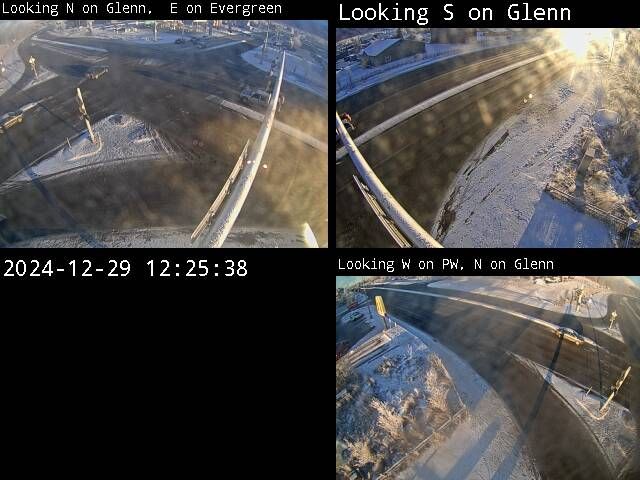 Looking N on Glenn, E on Evergreen
Looking S on Glenn
2024-12-29 12:25:38
Looking W on PW, N on Glenn